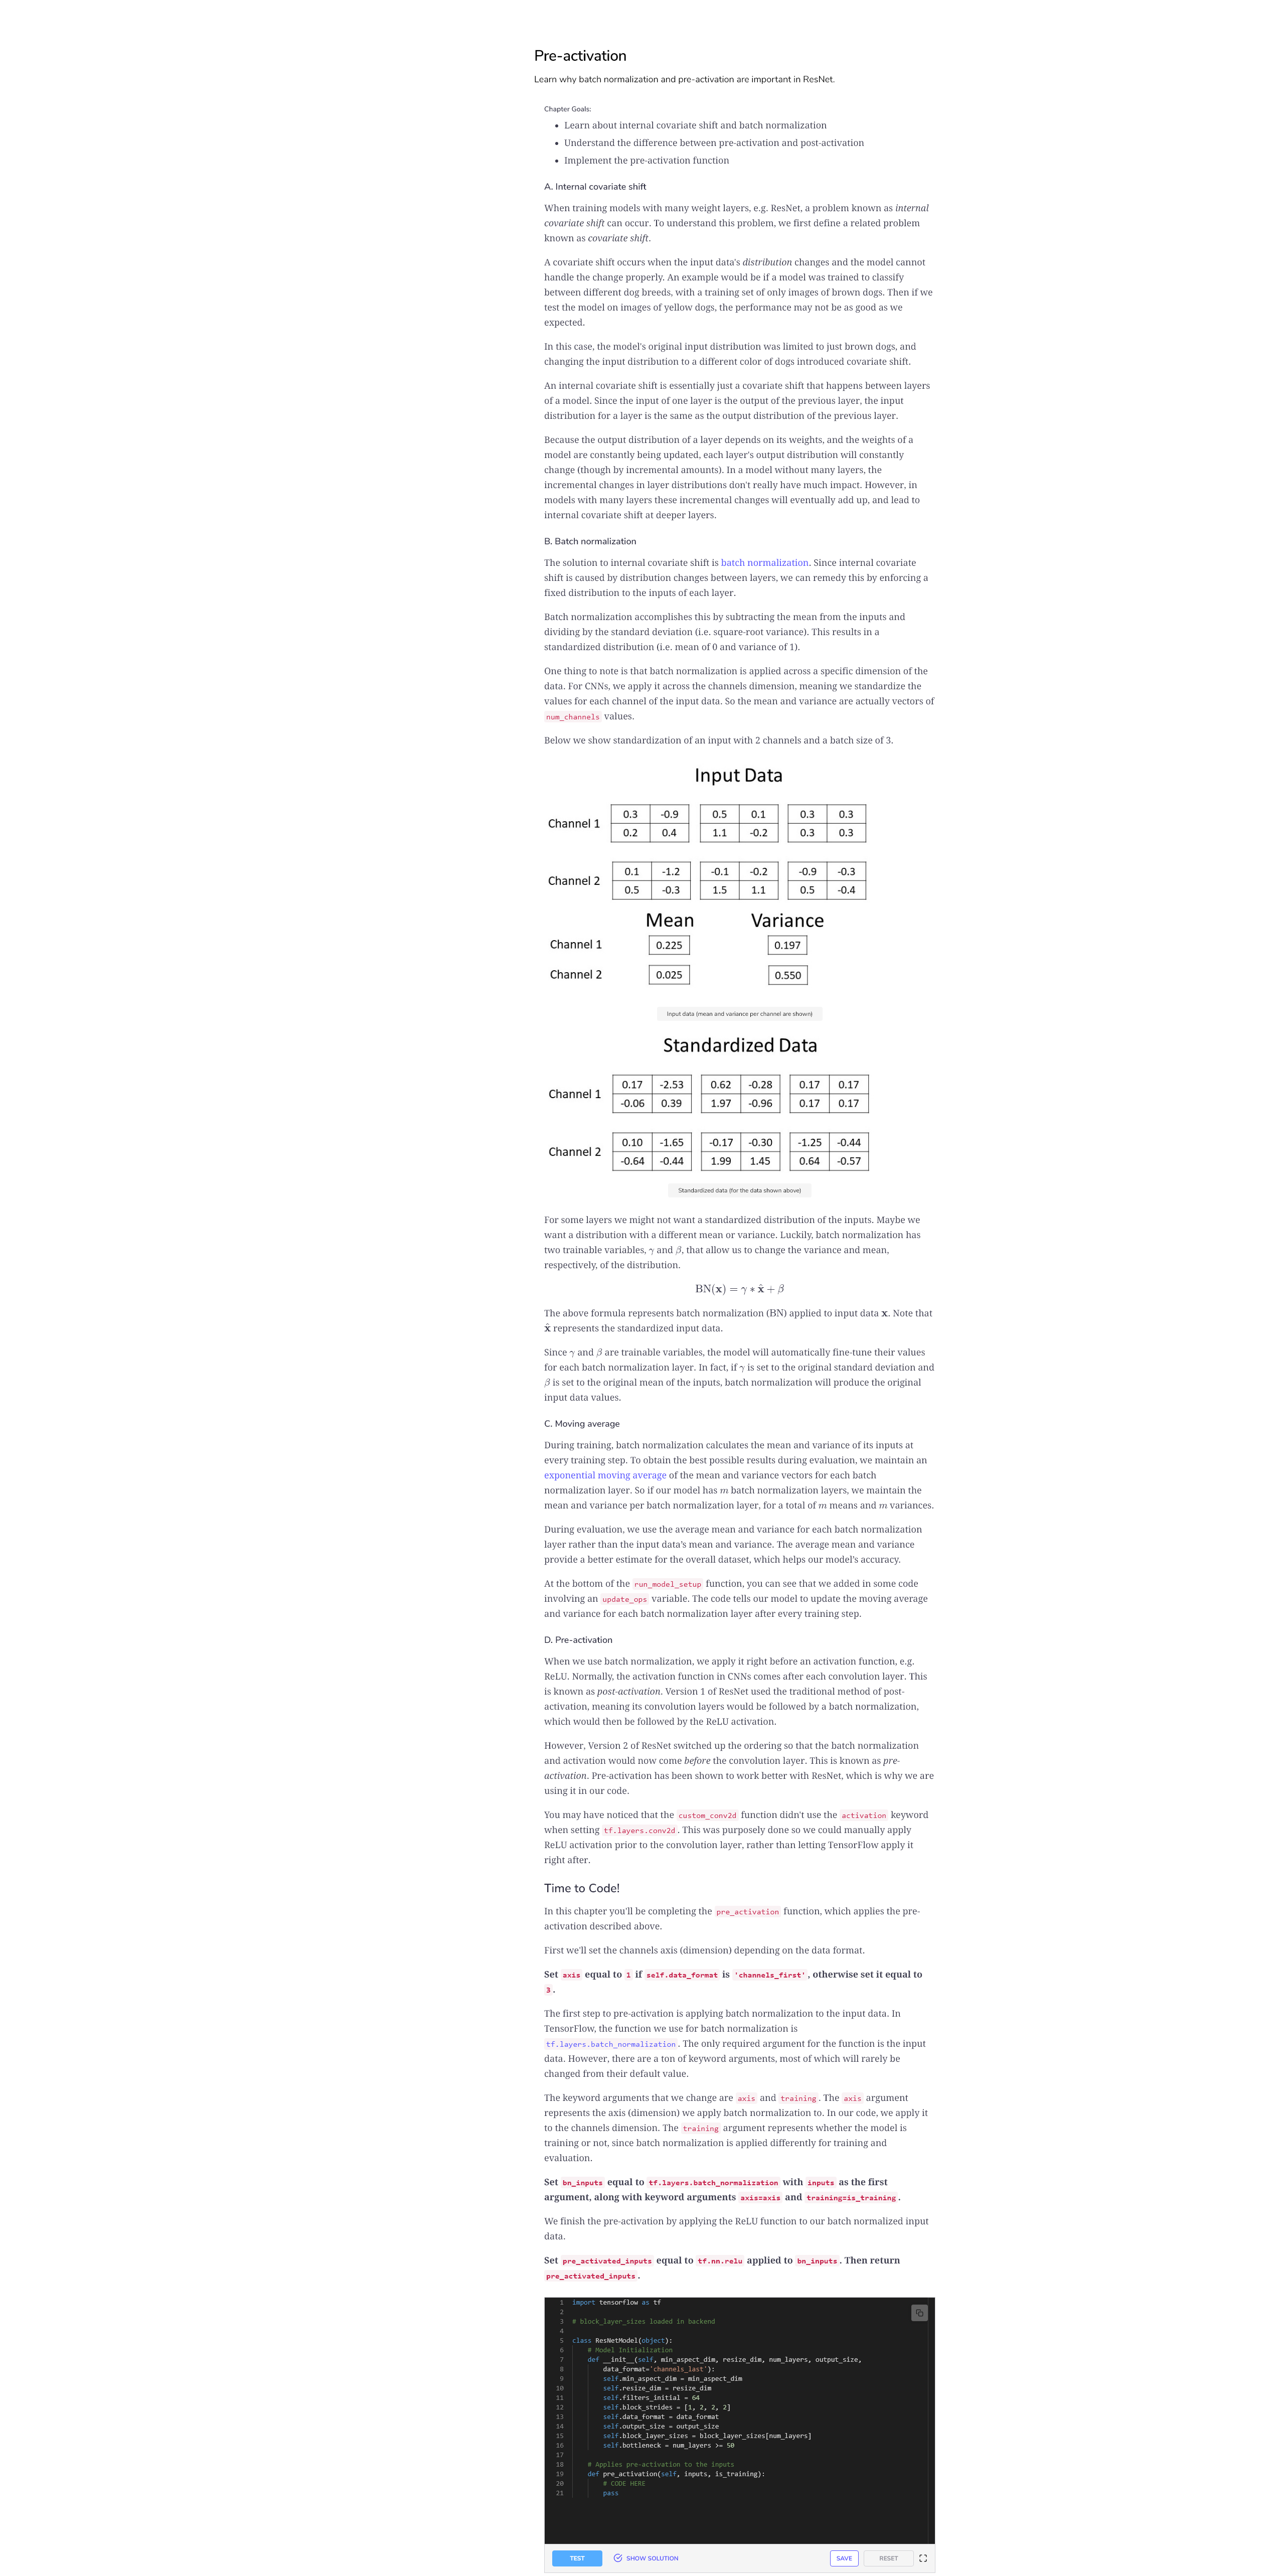 Pre-activation
Learn why batch normalization and pre-activation are important in ResNet.
Chapter Goals:
• Learn about internal covariate shift and batch normalization
• Understand the difference between pre-activation and post-activation
• Implement the pre-activation function
A. Internal covariate shift
When training models with many weight layers, e.g. ResNet, a problem known as internal
covariate shift can occur. To understand this problem, we first define a related problem
known as covariate shift.
A covariate shift occurs when the input data's distribution changes and the model cannot
handle the change properly. An example would be if a model was trained to classify
between different dog breeds, with a training set of only images of brown dogs. Then if we
test the model on images of yellow dogs, the performance may not be as good as we
expected.
In this case, the model's original input distribution was limited to just brown dogs, and
changing the input distribution to a different color of dogs introduced covariate shift.
An internal covariate shift is essentially just a covariate shift that happens between layers
of a model. Since the input of one layer is the output of the previous layer, the input
distribution for a layer is the same as the output distribution of the previous layer.
Because the output distribution of a layer depends on its weights, and the weights of a
model are constantly being updated, each layer's output distribution will constantly
change (though by incremental amounts). In a model without many layers, the
incremental changes in layer distributions don't really have much impact. However, in
models with many layers these incremental changes will eventually add up, and lead to
internal covariate shift at deeper layers.
B. Batch normalization
The solution to internal covariate shift is batch normalization. Since internal covariate
shift is caused by distribution changes between layers, we can remedy this by enforcing a
fixed distribution to the inputs of each layer.
Batch normalization accomplishes this by subtracting the mean from the inputs and
dividing by the standard deviation (i.e. square-root variance). This results in a
standardized distribution (i.e. mean of 0 and variance of 1).
One thing to note is that batch normalization is applied across a specific dimension of the
data. For CNNs, we apply it across the channels dimension, meaning we standardize the
values for each channel of the input data. So the mean and variance are actually vectors of
num_channels values.
Below we show standardization of an input with 2 channels and a batch size of 3.
Input Data
0.3 -0.9 0.5 0.1 0.3 0.3
Channel 1
0.2 0.4 1.1 -0.2 0.3 0.3
0.1 -1.2 -0.1 -0.2 -0.9 -0.3
Channel 2
0.5 -0.3 1.5 1.1 0.5 -0.4
Mean Variance
Channel 1 0.225 0.197
Channel 2 0.025 0.550
Input data (mean and variance per channel are shown)
Standardized Data
0.17 -2.53 0.62 -0.28 0.17 0.17
Channel 1
-0.06 0.39 1.97 -0.96 0.17 0.17
0.10 -1.65 -0.17 -0.30 -1.25 -0.44
Channel 2
-0.64 -0.44 1.99 1.45 0.64 -0.57
Standardized data (for the data shown above)
For some layers we might not want a standardized distribution of the inputs. Maybe we
want a distribution with a different mean or variance. Luckily, batch normalization has
two trainable variables, γ and β, that allow us to change the variance and mean,
respectively, of the distribution.
BN(x) = γ ∗ x̂ + β
The above formula represents batch normalization (BN) applied to input data x. Note that
x̂ represents the standardized input data.
Since γ and β are trainable variables, the model will automatically fine-tune their values
for each batch normalization layer. In fact, if γ is set to the original standard deviation and
β is set to the original mean of the inputs, batch normalization will produce the original
input data values.
C. Moving average
During training, batch normalization calculates the mean and variance of its inputs at
every training step. To obtain the best possible results during evaluation, we maintain an
exponential moving average of the mean and variance vectors for each batch
normalization layer. So if our model has m batch normalization layers, we maintain the
mean and variance per batch normalization layer, for a total of m means and m variances.
During evaluation, we use the average mean and variance for each batch normalization
layer rather than the input data's mean and variance. The average mean and variance
provide a better estimate for the overall dataset, which helps our model's accuracy.
At the bottom of the run_model_setup function, you can see that we added in some code
involving an update_ops variable. The code tells our model to update the moving average
and variance for each batch normalization layer after every training step.
D. Pre-activation
When we use batch normalization, we apply it right before an activation function, e.g.
ReLU. Normally, the activation function in CNNs comes after each convolution layer. This
is known as post-activation. Version 1 of ResNet used the traditional method of post-
activation, meaning its convolution layers would be followed by a batch normalization,
which would then be followed by the ReLU activation.
However, Version 2 of ResNet switched up the ordering so that the batch normalization
and activation would now come before the convolution layer. This is known as pre-
activation. Pre-activation has been shown to work better with ResNet, which is why we are
using it in our code.
You may have noticed that the custom_conv2d function didn't use the activation keyword
when setting tf.layers.conv2d. This was purposely done so we could manually apply
ReLU activation prior to the convolution layer, rather than letting TensorFlow apply it
right after.
Time to Code!
In this chapter you'll be completing the pre_activation function, which applies the pre-
activation described above.
First we'll set the channels axis (dimension) depending on the data format.
Set axis equal to 1 if self.data_format is 'channels_first', otherwise set it equal to
3.
The first step to pre-activation is applying batch normalization to the input data. In
TensorFlow, the function we use for batch normalization is
tf.layers.batch_normalization. The only required argument for the function is the input
data. However, there are a ton of keyword arguments, most of which will rarely be
changed from their default value.
The keyword arguments that we change are axis and training. The axis argument
represents the axis (dimension) we apply batch normalization to. In our code, we apply it
to the channels dimension. The training argument represents whether the model is
training or not, since batch normalization is applied differently for training and
evaluation.
Set bn_inputs equal to tf.layers.batch_normalization with inputs as the first
argument, along with keyword arguments axis=axis and training=is_training.
We finish the pre-activation by applying the ReLU function to our batch normalized input
data.
Set pre_activated_inputs equal to tf.nn.relu applied to bn_inputs. Then return
pre_activated_inputs.
1 import tensorflow as tf
2
3 # block_layer_sizes loaded in backend
4
5 class ResNetModel(object):
6 # Model Initialization
7 def __init__(self, min_aspect_dim, resize_dim, num_layers, output_size,
8 data_format='channels_last'):
9 self.min_aspect_dim = min_aspect_dim
10 self.resize_dim = resize_dim
11 self.filters_initial = 64
12 self.block_strides = [1, 2, 2, 2]
13 self.data_format = data_format
14 self.output_size = output_size
15 self.block_layer_sizes = block_layer_sizes[num_layers]
16 self.bottleneck = num_layers >= 50
17
18 # Applies pre-activation to the inputs
19 def pre_activation(self, inputs, is_training):
20 # CODE HERE
21 pass
TEST SHOW SOLUTION SAVE RESET